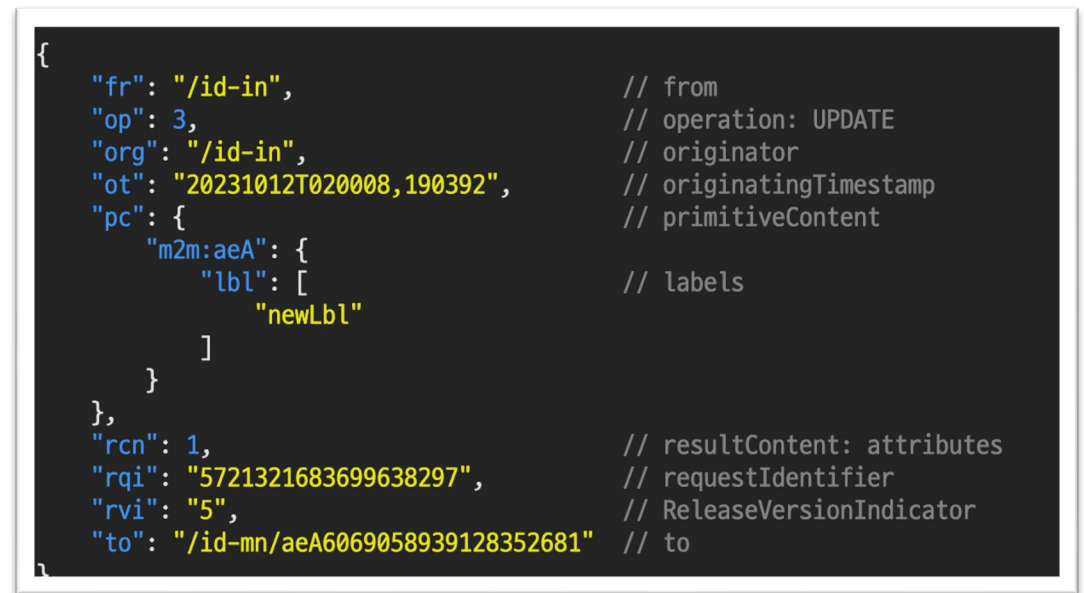 {
"fr": "/id-in", // from
"op": 3, // operation: UPDATE
"org": "/id-in", // originator
"ot": "20231012T020008,190392", // originatingTimestamp
"pc": { // primitiveContent
"m2m:aeA": {
"lbl": [ // labels
"newLbl"
]
}
},
"rcn": 1, // resultContent: attributes
"rqi": "5721321683699638297", // requestIdentifier
"rvi": "5", // ReleaseVersionIndicator
"to": "/id-mn/aeA6069058939128352681" // to
}